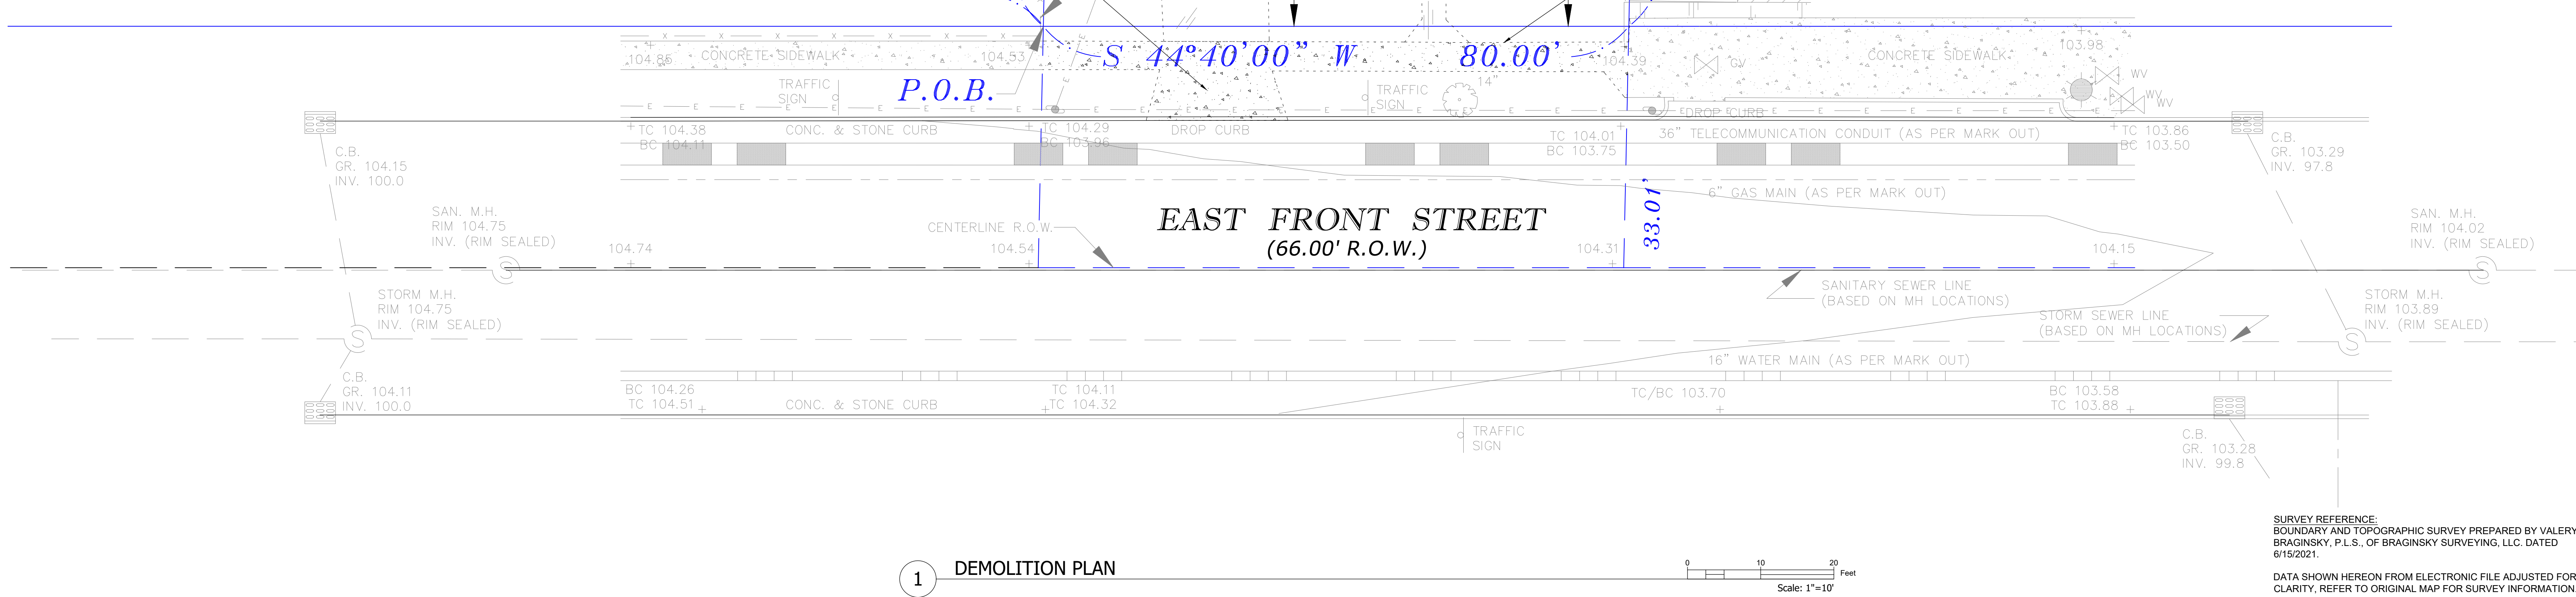 104.86
CONCRETE SIDEWALK
104.53
S 44°40'00" W 80.00'
104.39
GV
CONCRETE SIDEWALK
103.98
WV
WV
WV
TRAFFIC
SIGN
P.O.B.
TRAFFIC
SIGN
14"
DROP CURB
TC 104.38
BC 104.11
CONC. & STONE CURB
TC 104.29
BC 103.96
DROP CURB
TC 104.01
BC 103.75
36" TELECOMMUNICATION CONDUIT (AS PER MARK OUT)
TC 103.86
BC 103.50
C.B.
GR. 104.15
INV. 100.0
C.B.
GR. 103.29
INV. 97.8
6" GAS MAIN (AS PER MARK OUT)
33.01'
SAN. M.H.
RIM 104.75
INV. (RIM SEALED)
CENTERLINE R.O.W.
EAST FRONT STREET
(66.00' R.O.W.)
SAN. M.H.
RIM 104.02
INV. (RIM SEALED)
104.74
104.54
104.31
104.15
S
S
STORM M.H.
RIM 104.75
INV. (RIM SEALED)
SANITARY SEWER LINE
(BASED ON MH LOCATIONS)
STORM SEWER LINE
(BASED ON MH LOCATIONS)
STORM M.H.
RIM 103.89
INV. (RIM SEALED)
S
S
16" WATER MAIN (AS PER MARK OUT)
C.B.
GR. 104.11
INV. 100.0
BC 104.26
TC 104.51
CONC. & STONE CURB
TC 104.11
TC 104.32
TC/BC 103.70
BC 103.58
TC 103.88
TRAFFIC
SIGN
C.B.
GR. 103.28
INV. 99.8
1 DEMOLITION PLAN
0 10 20
Feet
Scale: 1"=10'
SURVEY REFERENCE:
BOUNDARY AND TOPOGRAPHIC SURVEY PREPARED BY VALERY
BRAGINSKY, P.L.S., OF BRAGINSKY SURVEYING, LLC. DATED
6/15/2021.
DATA SHOWN HEREON FROM ELECTRONIC FILE ADJUSTED FOR
CLARITY, REFER TO ORIGINAL MAP FOR SURVEY INFORMATION.